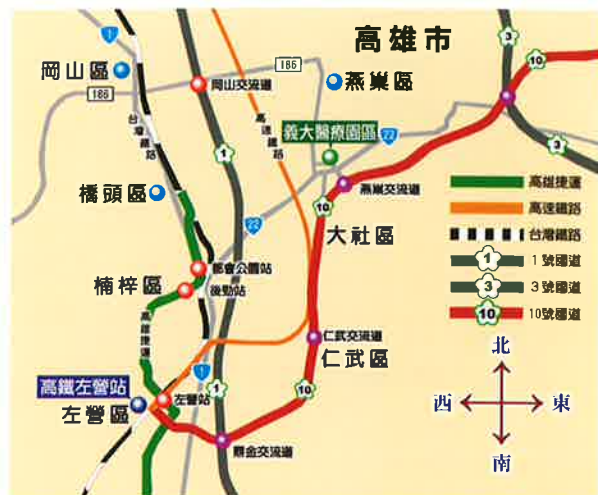 1
高雄市
3
10
岡山區
186
186
岡山交流道
燕巢區
台灣鐵路
高速鐵路
1
義大醫療園區
22
3
燕巢交流道
高雄捷運
橋頭區
10
高速鐵路
22
大社區
台灣鐵路
都會公園站
1
1號國道
楠梓區
後勁站
3
3號國道
高雄捷運
10
10號國道
仁武交流道
仁武區
北
1
高鐵左營站
1
10
西
東
左營區
左營站
鼎金交流道
南